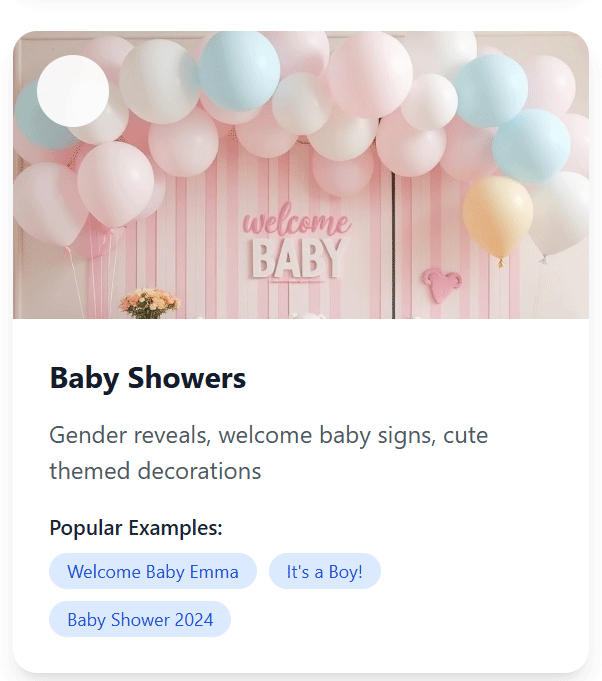 welcome
BABY
Baby Showers
Gender reveals, welcome baby signs, cute
themed decorations
Popular Examples:
Welcome Baby Emma
It's a Boy!
Baby Shower 2024